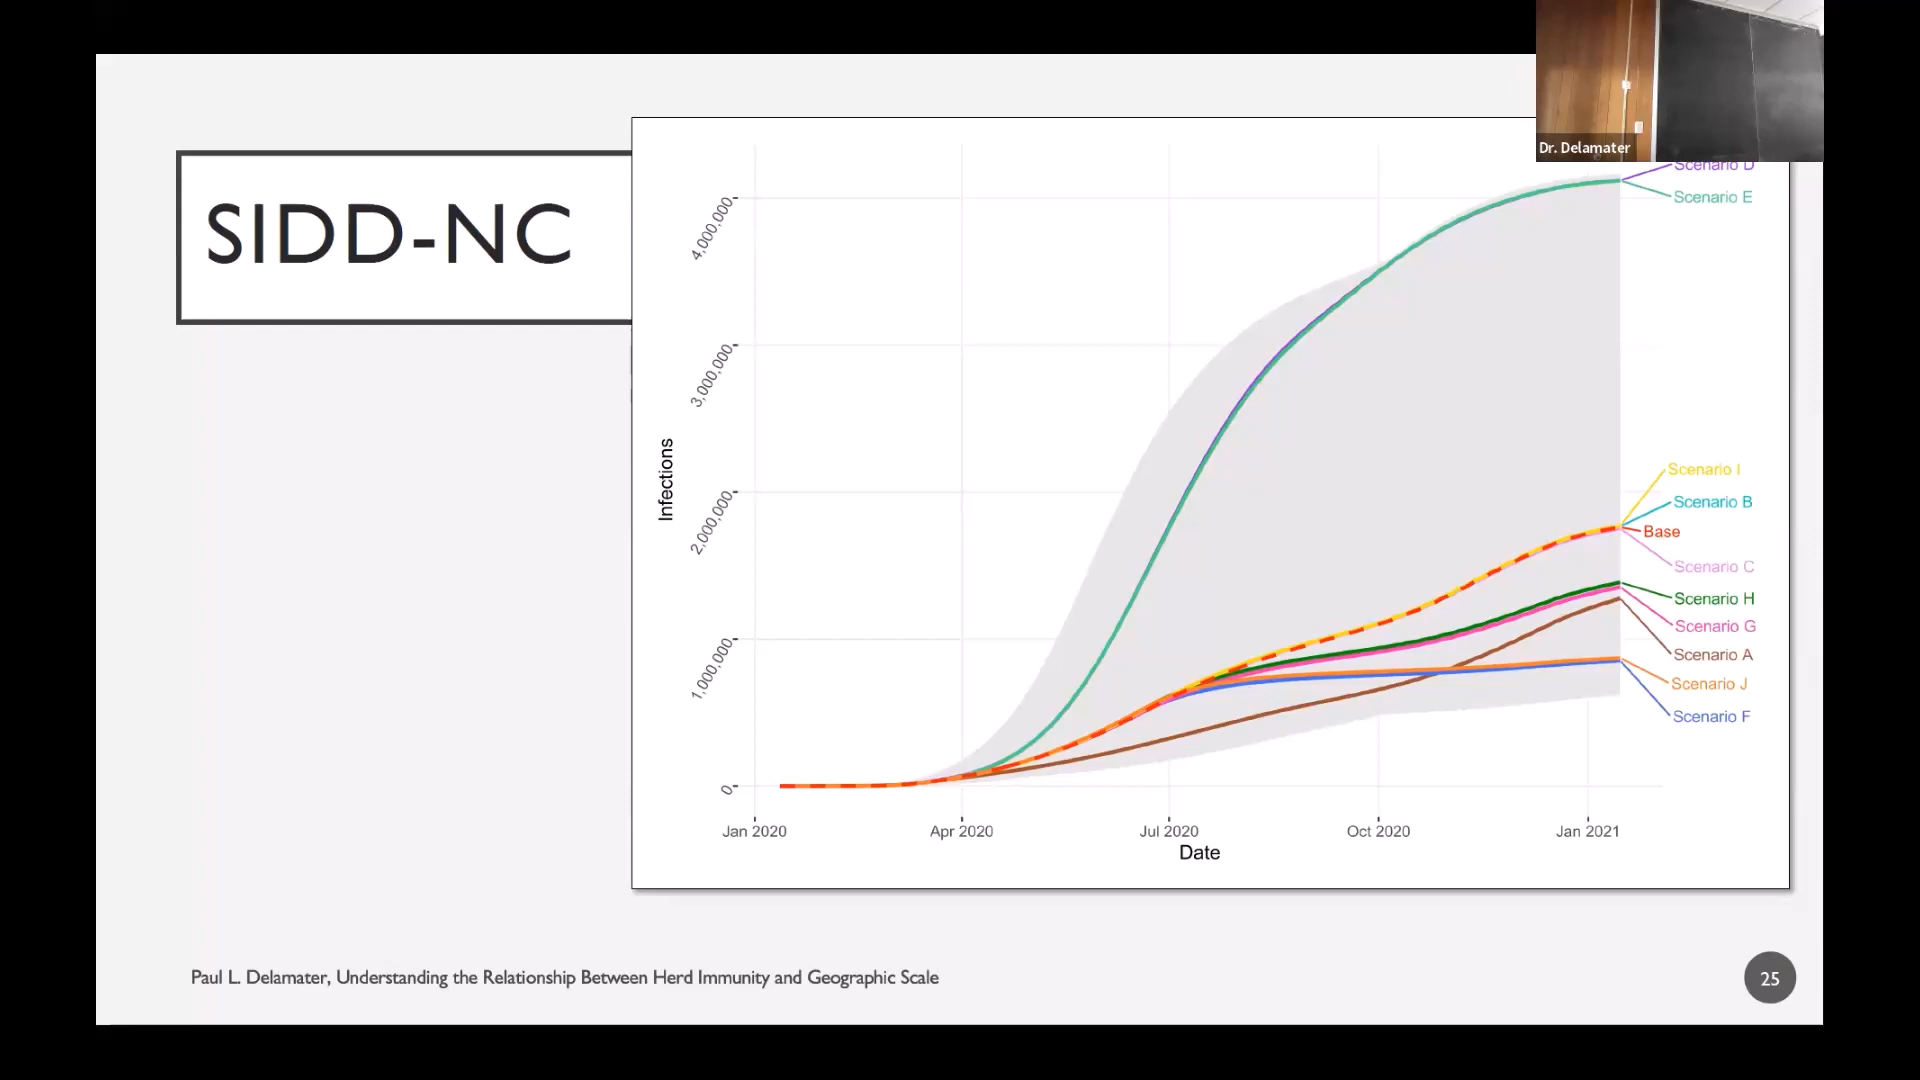 Dr. Delamater
SIDD-NC
Scenario D
Scenario E
4,000,000
3,000,000
2,000,000
1,000,000
0
Infections
Scenario I
Scenario B
Base
Scenario C
Scenario H
Scenario G
Scenario A
Scenario J
Scenario F
Jan 2020 Apr 2020 Jul 2020 Oct 2020 Jan 2021
Date
Paul L. Delamater, Understanding the Relationship Between Herd Immunity and Geographic Scale
25